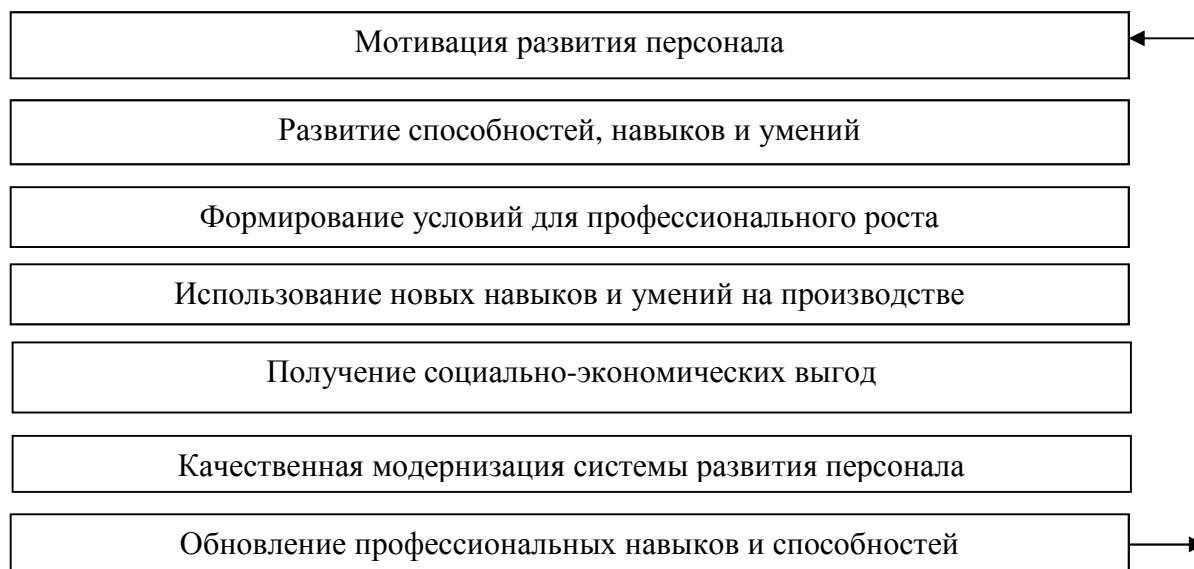 Мотивация развития персонала
Развитие способностей, навыков и умений
Формирование условий для профессионального роста
Использование новых навыков и умений на производстве
Получение социально-экономических выгод
Качественная модернизация системы развития персонала
Обновление профессиональных навыков и способностей